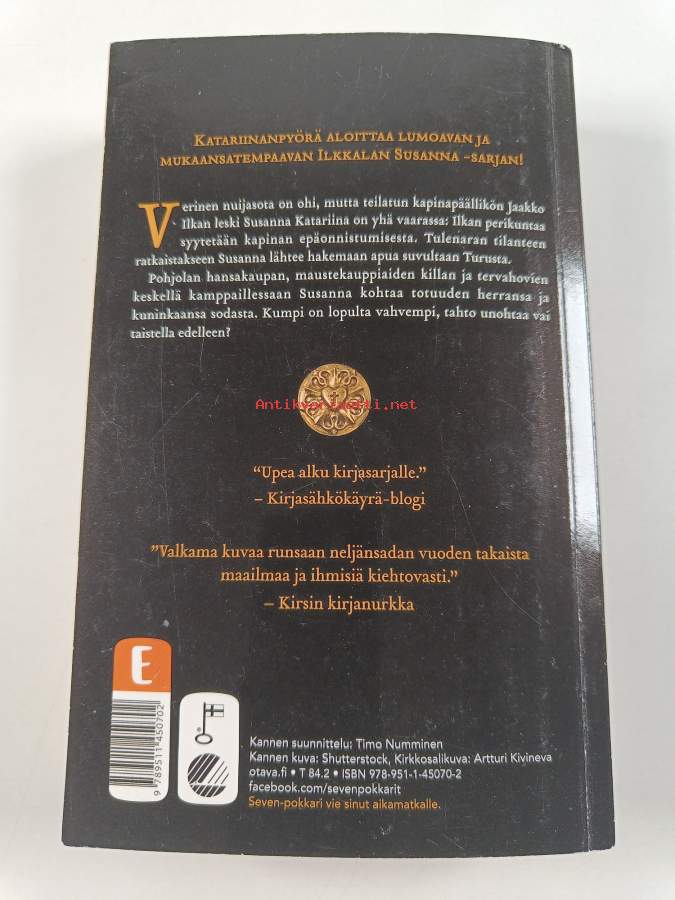 Katariinanpyörä aloittaa lumoavan ja
mukaansatempaavan Ilkkalan Susanna -sarjan!
Verinen nuijasota on ohi, mutta teilatun kapinapäällikön Jaakko
Ilkan leski Susanna Katariina on yhä vaarassa: Ilkan perikuntaa
syytetään kapinan epäonnistumisesta. Tulenaran tilanteen
ratkaistakseen Susanna lähtee hakemaan apua suvultaan Turusta.
Pohjolan hansakaupan, maustekauppiaiden killan ja tervahovien
keskellä kamppaillessaan Susanna kohtaa totuuden herransa ja
kuninkaansa sodasta. Kumpi on lopulta vahvempi, tahto unohtaa vai
taistella edelleen?
Antikvariaatti.net
“Upea alku kirjasarjalle.”
– Kirjasähkökäyrä-blogi
”Valkama kuvaa runsaan neljänsadan vuoden takaista
maailmaa ja ihmisiä kiehtovasti.”
– Kirsin kirjanurkka
E
9 789511 450702
Kannen suunnittelu: Timo Numminen
Kannen kuva: Shutterstock, Kirkkosalikuva: Artturi Kivineva
otava.fi • T 84.2 • ISBN 978-951-1-45070-2
facebook.com/sevenpokkarit
Seven-pokkari vie sinut aikamatkalle.